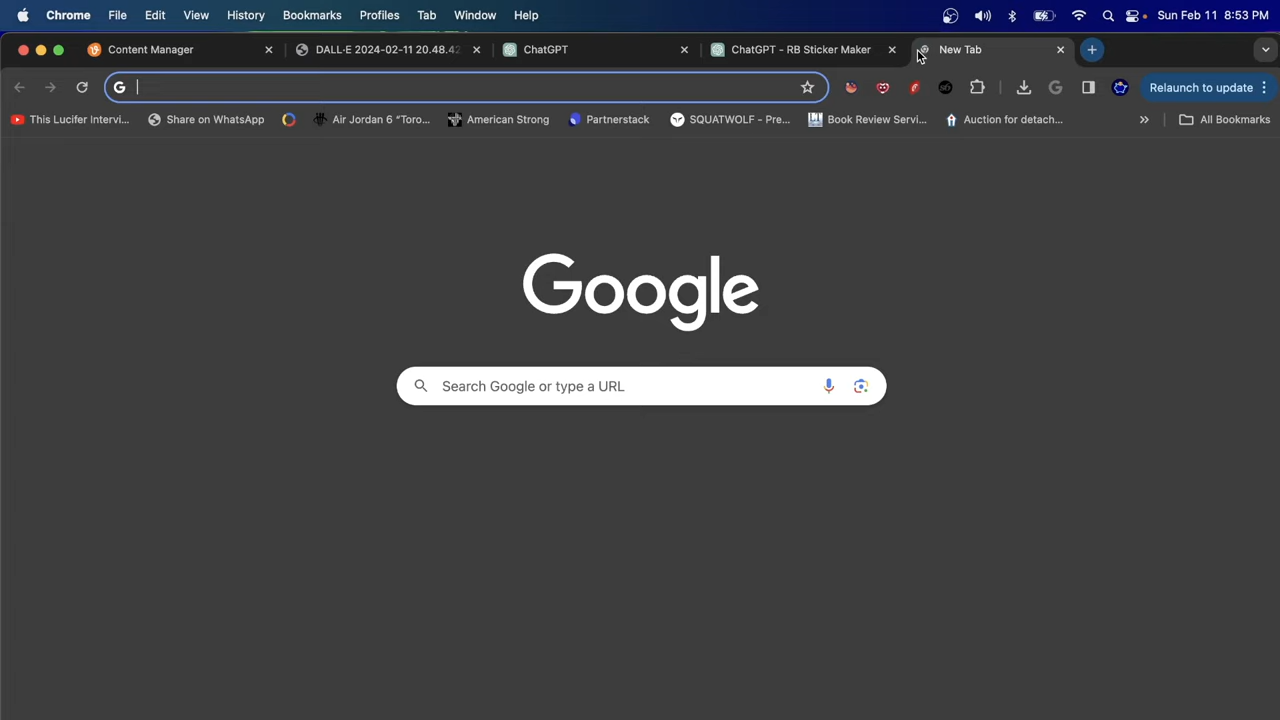 Chrome File Edit View History Bookmarks Profiles Tab Window Help Sun Feb 11 8:53 PM
Content Manager DALL·E 2024-02-11 20.48.42 ChatGPT ChatGPT - RB Sticker Maker New Tab
Relaunch to update
This Lucifer Intervi... Share on WhatsApp Air Jordan 6 “Toro... American Strong Partnerstack SQUATWOLF - Pre... Book Review Servi... Auction for detach... » All Bookmarks
Google
Search Google or type a URL